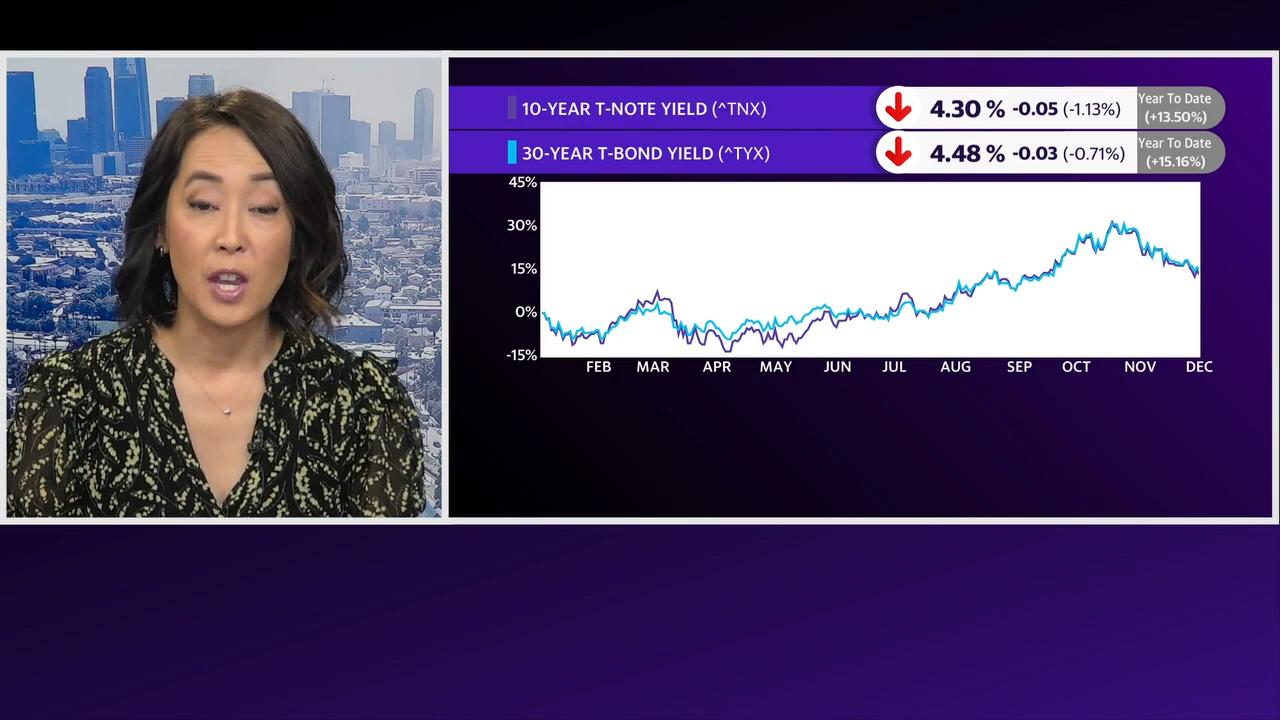 10-YEAR T-NOTE YIELD (^TNX) 4.30 % -0.05 (-1.13%) Year To Date
(+13.50%)
30-YEAR T-BOND YIELD (^TYX) 4.48 % -0.03 (-0.71%) Year To Date
(+15.16%)
45%
30%
15%
0%
-15%
FEB MAR APR MAY JUN JUL AUG SEP OCT NOV DEC